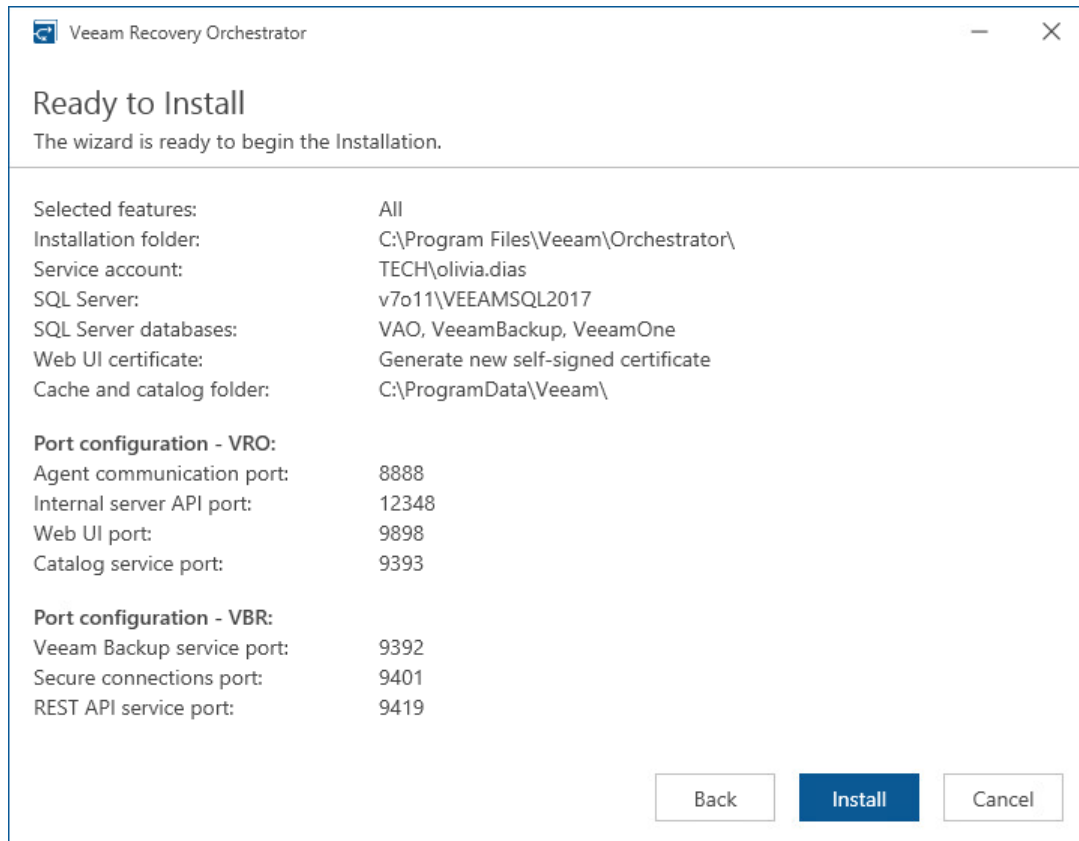 Veeam Recovery Orchestrator
Ready to Install
The wizard is ready to begin the Installation.
Selected features: All
Installation folder: C:\Program Files\Veeam\Orchestrator\
Service account: TECH\olivia.dias
SQL Server: v7o11\VEEAMSQL2017
SQL Server databases: VAO, VeeamBackup, VeeamOne
Web UI certificate: Generate new self-signed certificate
Cache and catalog folder: C:\ProgramData\Veeam\
Port configuration - VRO:
Agent communication port: 8888
Internal server API port: 12348
Web UI port: 9898
Catalog service port: 9393
Port configuration - VBR:
Veeam Backup service port: 9392
Secure connections port: 9401
REST API service port: 9419
Back Install Cancel